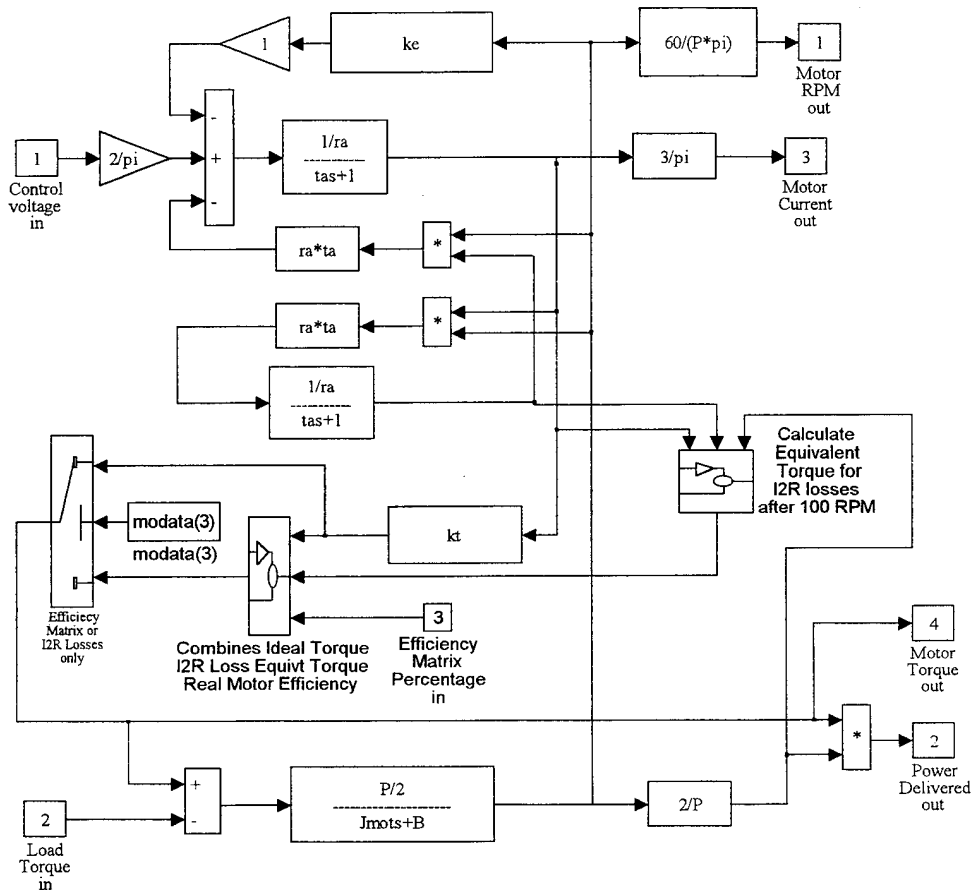 1
ke
60/(P*pi)
1
Motor
RPM
out
1
Control
voltage
in
2/pi
-
+
-
1/ra
tas+1
3/pi
3
Motor
Current
out
ra*ta
*
ra*ta
*
1/ra
tas+1
Calculate
Equivalent
Torque for
I2R losses
after 100 RPM
modata(3)
modata(3)
kt
Efficiecy
Matrix or
I2R Losses
only
Combines Ideal Torque
I2R Loss Equivt Torque
Real Motor Efficiency
3
Efficiency
Matrix
Percentage
in
4
Motor
Torque
out
*
2
Power
Delivered
out
+
-
2
Load
Torque
in
P/2
Jmots+B
2/P